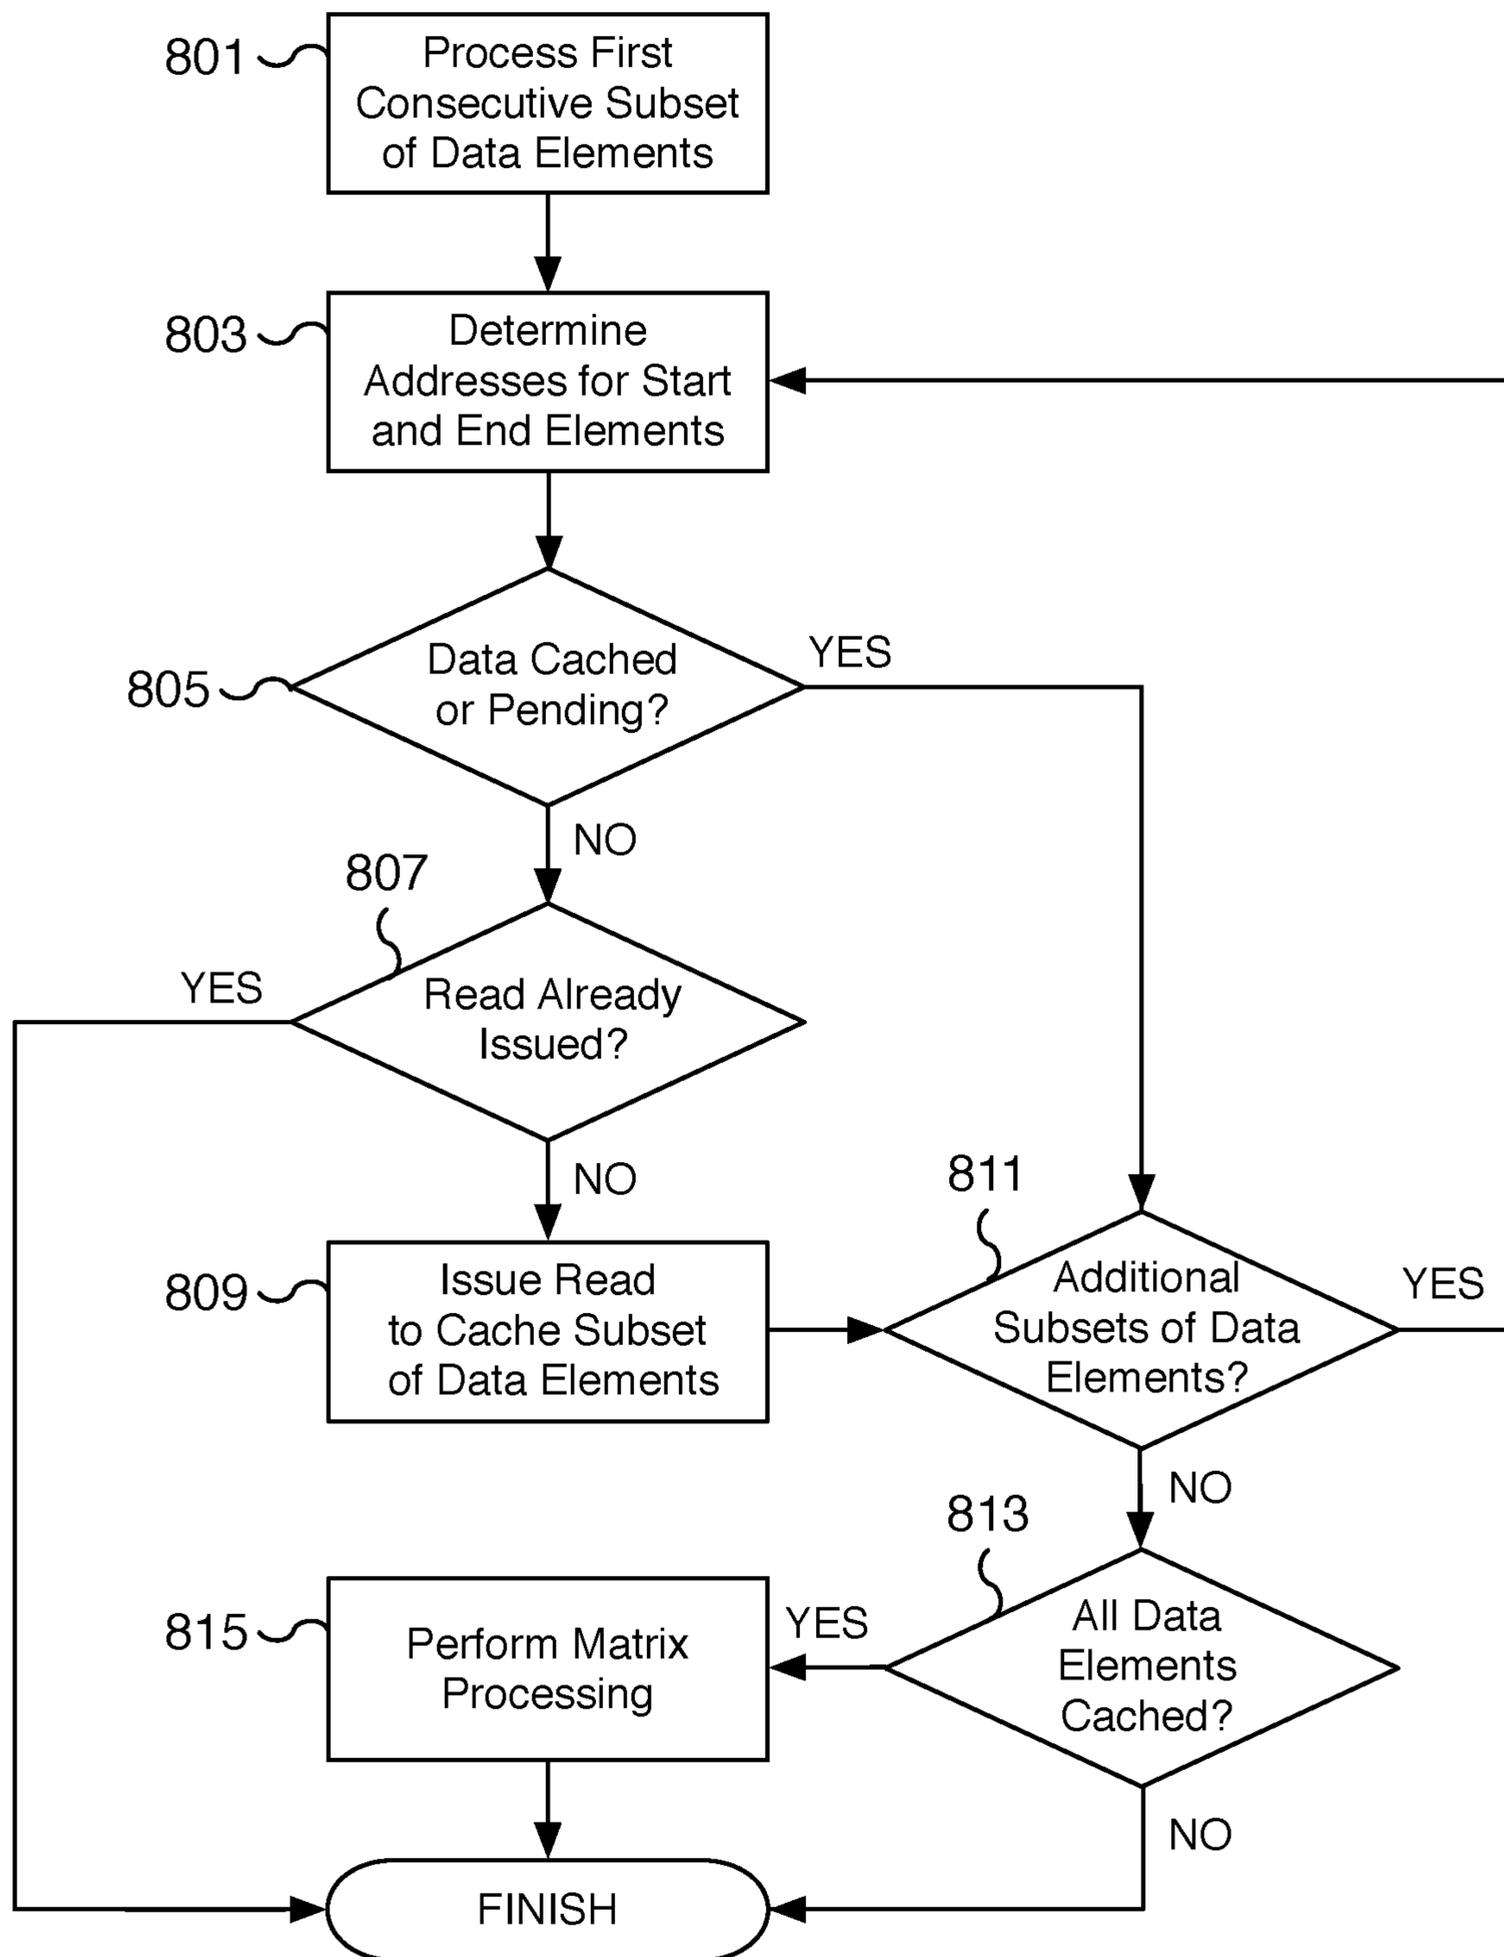 801
Process First
Consecutive Subset
of Data Elements
803
Determine
Addresses for Start
and End Elements
805
Data Cached
or Pending?
YES
NO
807
YES
Read Already
Issued?
NO
809
Issue Read
to Cache Subset
of Data Elements
811
Additional
Subsets of Data
Elements?
YES
NO
813
All Data
Elements
Cached?
YES
NO
815
Perform Matrix
Processing
FINISH